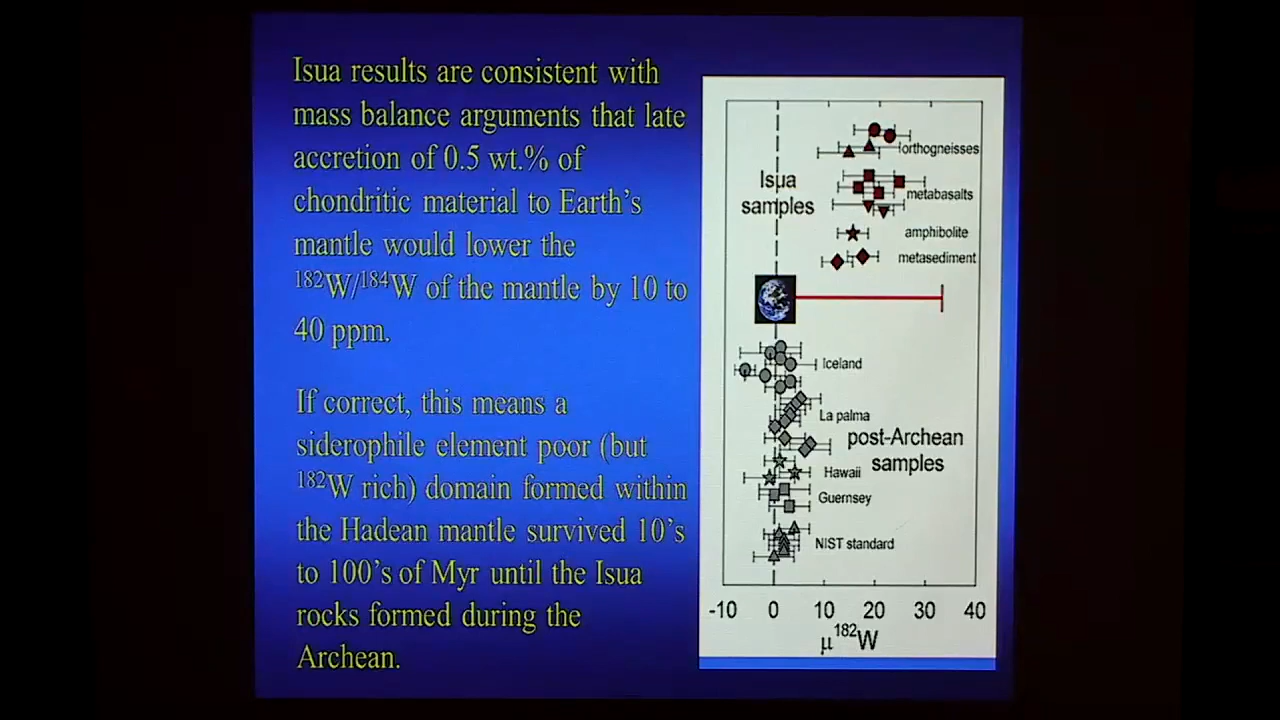 Isua results are consistent with
mass balance arguments that late
accretion of 0.5 wt.% of
chondritic material to Earth's
mantle would lower the
¹⁸²W/¹⁸⁴W of the mantle by 10 to
40 ppm.
If correct, this means a
siderophile element poor (but
¹⁸²W rich) domain formed within
the Hadean mantle survived 10's
to 100's of Myr until the Isua
rocks formed during the
Archean.
orthogneisses
Isua
samples
metabasalts
amphibolite
metasediment
Iceland
La palma
post-Archean
samples
Hawaii
Guernsey
NIST standard
-10 0 10 20 30 40
μ¹⁸²W